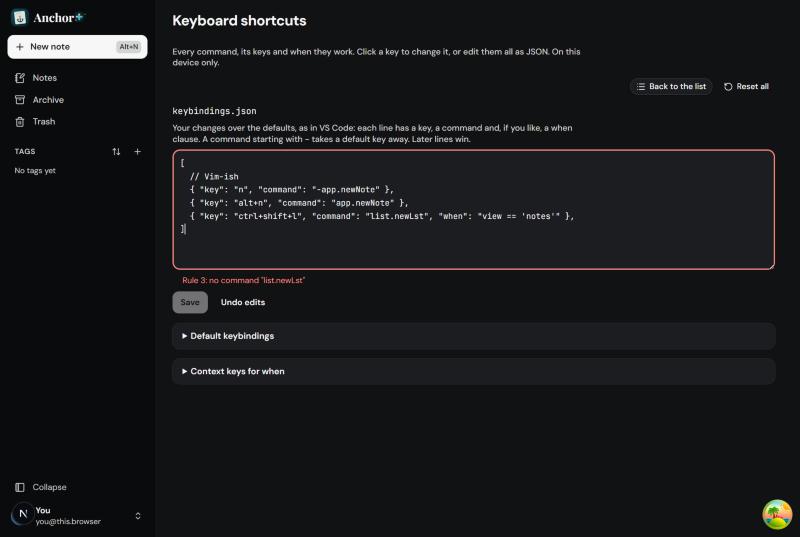 Anchor+
New note
Alt+N
Notes
Archive
Trash
TAGS
No tags yet
Collapse
N
You
you@this.browser
Keyboard shortcuts
Every command, its keys and when they work. Click a key to change it, or edit them all as JSON. On this
device only.
Back to the list
Reset all
keybindings.json
Your changes over the defaults, as in VS Code: each line has a key, a command and, if you like, a when
clause. A command starting with - takes a default key away. Later lines win.
[
// Vim-ish
{ "key": "n", "command": "-app.newNote" },
{ "key": "alt+n", "command": "app.newNote" },
{ "key": "ctrl+shift+l", "command": "list.newLst", "when": "view == 'notes'" },
]
Rule 3: no command "list.newLst"
Save
Undo edits
Default keybindings
Context keys for when